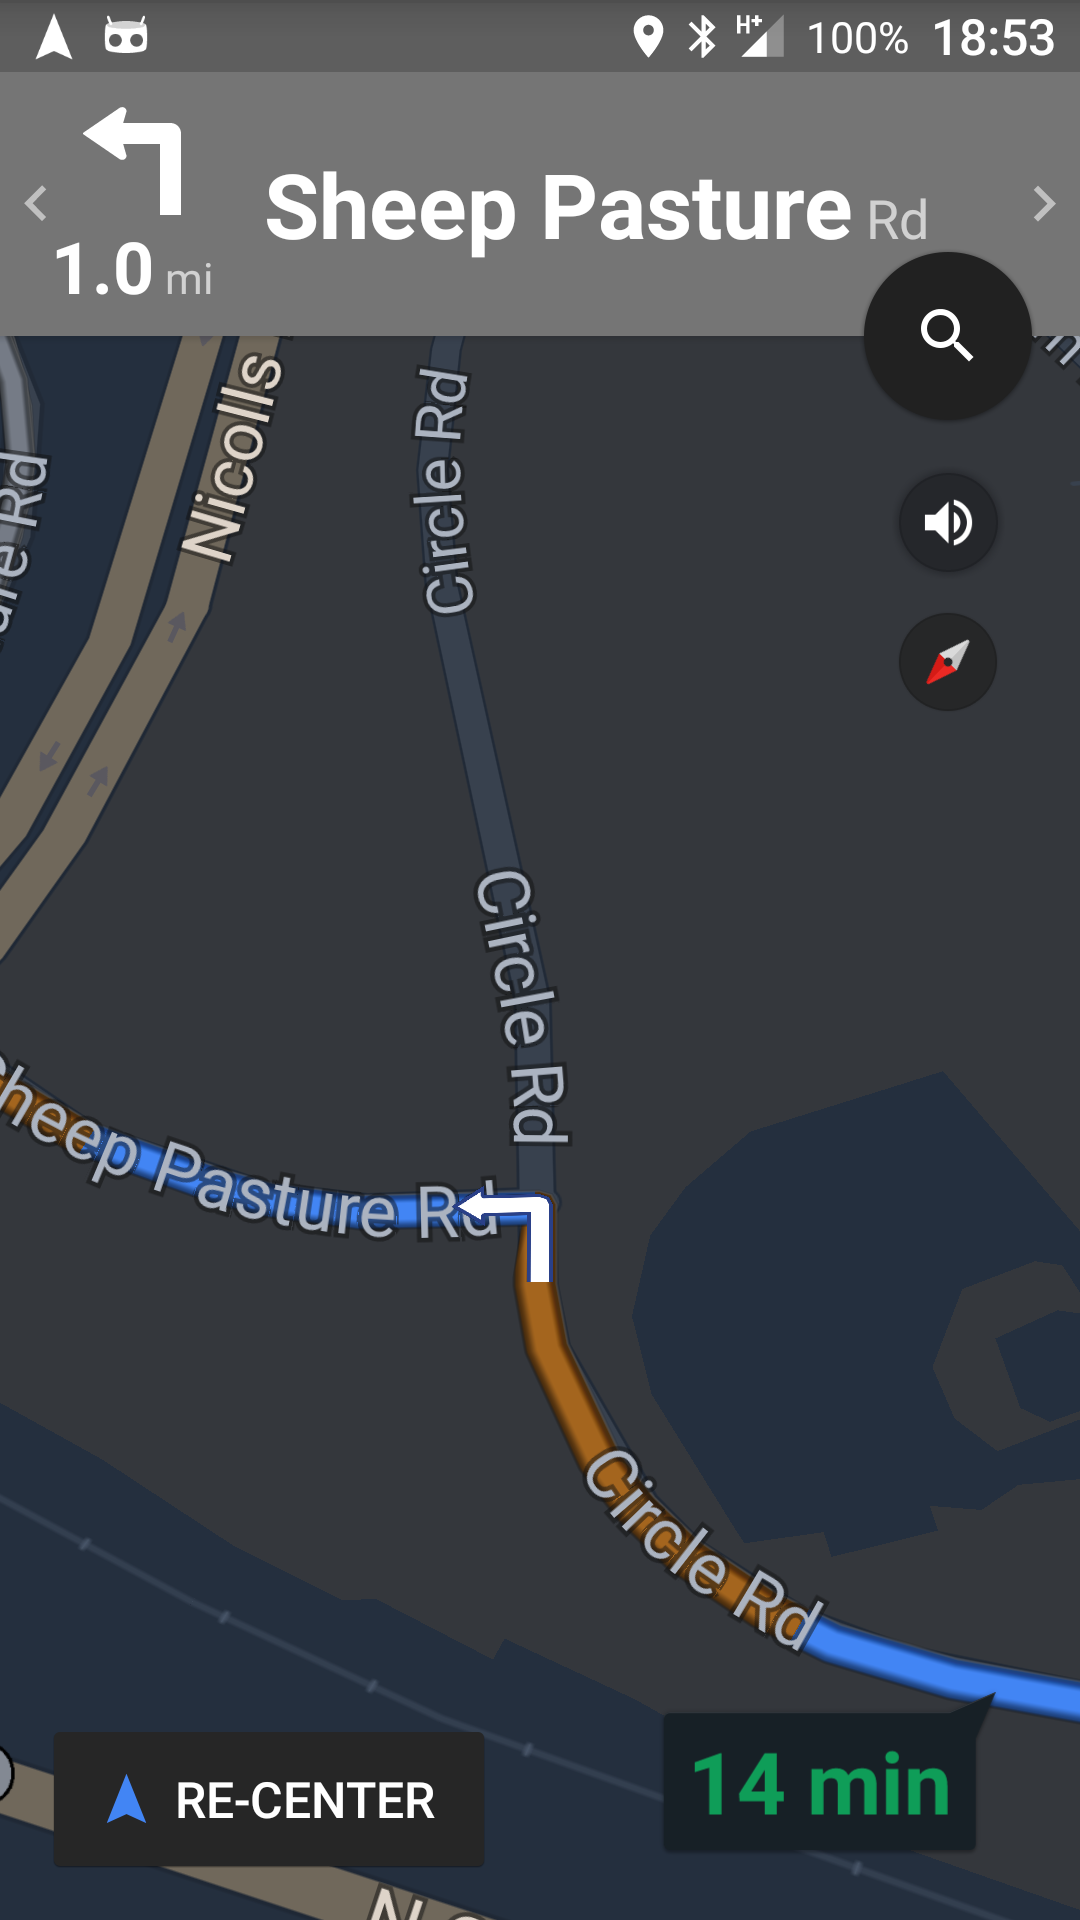 H+ 100% 18:53
Sheep Pasture Rd
1.0 mi
Nicolls
Circle Rd
Rd
Circle Rd
Sheep Pasture Rd
Circle Rd
14 min
RE-CENTER